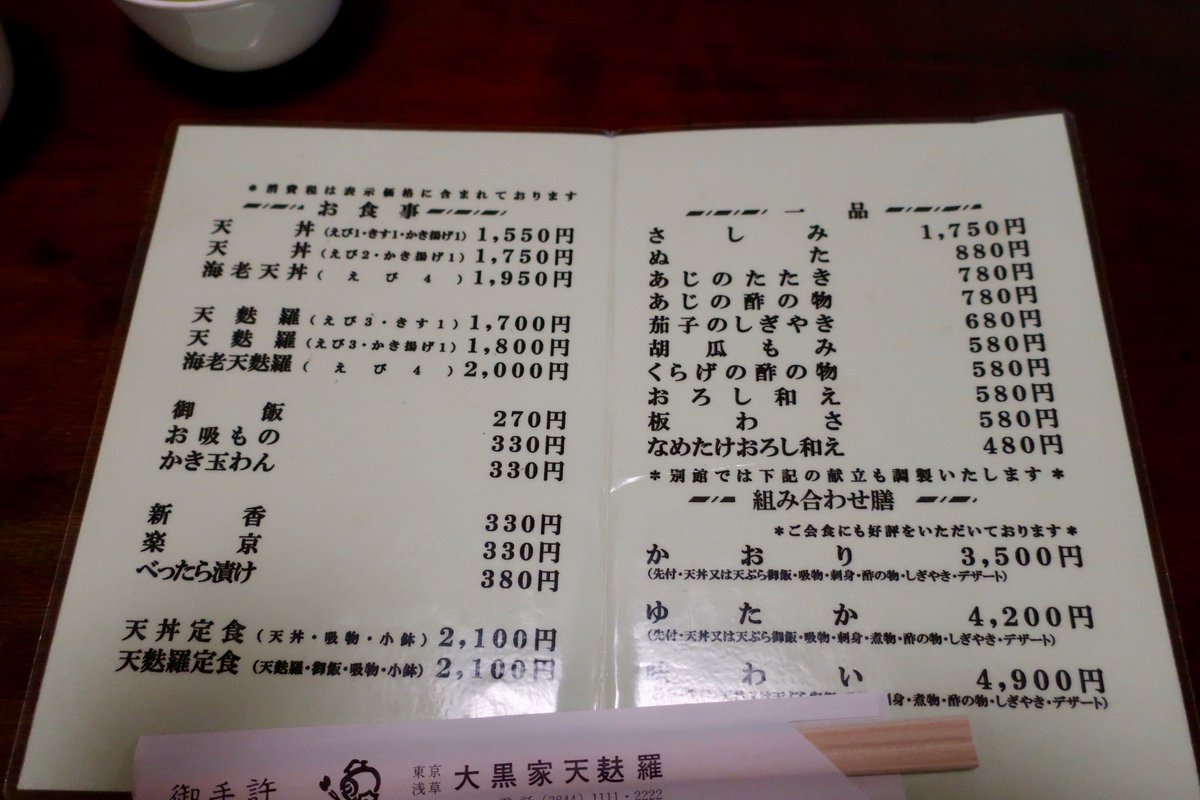 ＊消費税は表示価格に含まれております
お食事
天丼（えび1・きす1・かき揚げ1）1,550円
天丼（えび2・かき揚げ1）1,750円
海老天丼（えび4）1,950円
天麩羅（えび3・きす1）1,700円
天麩羅（えび3・かき揚げ1）1,800円
海老天麩羅（えび4）2,000円
御飯 270円
お吸もの 330円
かき玉わん 330円
新香 330円
楽京 330円
べったら漬け 380円
天丼定食（天丼・吸物・小鉢）2,100円
天麩羅定食（天麩羅・御飯・吸物・小鉢）2,100円
一品
さしみ 1,750円
ぬた 880円
あじのたたき 780円
あじの酢の物 780円
茄子のしぎやき 680円
胡瓜もみ 580円
くらげの酢の物 580円
おろし和え 580円
板わさ 580円
なめたけおろし和え 480円
＊別館では下記の献立も調製いたします＊
組み合わせ膳
＊ご会食にも好評をいただいております＊
かおり 3,500円
（先付・天丼又は天ぷら御飯・吸物・刺身・酢の物・しぎやき・デザート）
ゆたか 4,200円
（先付・天丼又は天ぷら御飯・吸物・刺身・煮物・酢の物・しぎやき・デザート）
味わい 4,900円
天丼又は天ぷら御飯 身・煮物・酢の物・しぎやき・デザート）
御手許
東京浅草 大黒家天麸羅
(3844) 1111・2222